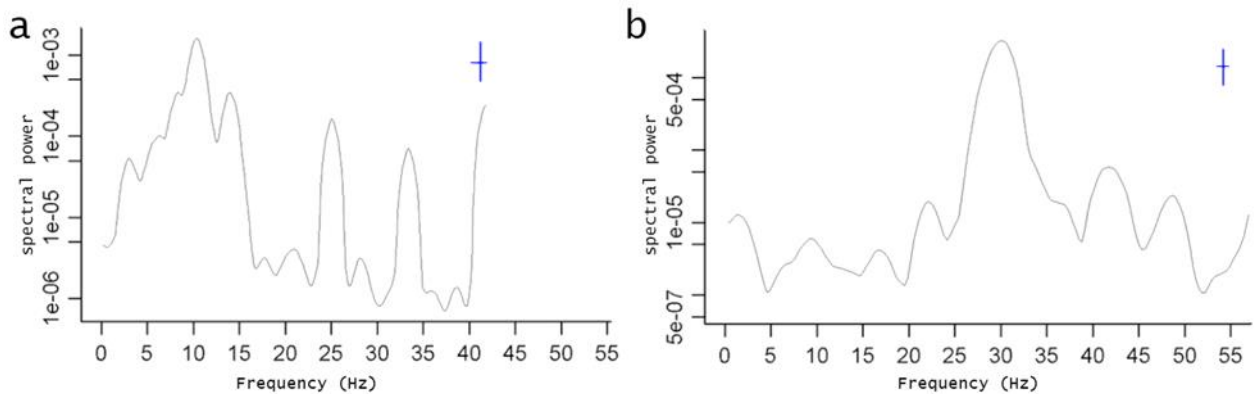 a
spectral power
1e-03
1e-04
1e-05
1e-06
0 5 10 15 20 25 30 35 40 45 50 55
Frequency (Hz)
b
spectral power
5e-04
1e-05
5e-07
0 5 10 15 20 25 30 35 40 45 50 55
Frequency (Hz)